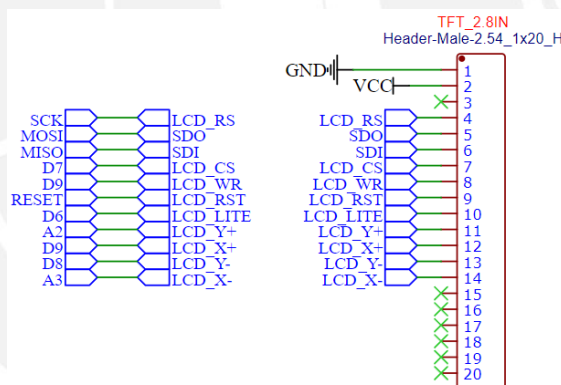 TFT_2.8IN
Header-Male-2.54_1x20_H
GND 1
VCC 2
3
SCK LCD_RS LCD_RS 4
MOSI SDO SDO 5
MISO SDI SDI 6
D7 LCD_CS LCD_CS 7
D9 LCD_WR LCD_WR 8
RESET LCD_RST LCD_RST 9
D6 LCD_LITE LCD_LITE 10
A2 LCD_Y+ LCD_Y+ 11
D9 LCD_X+ LCD_X+ 12
D8 LCD_Y- LCD_Y- 13
A3 LCD_X- LCD_X- 14
15
16
17
18
19
20